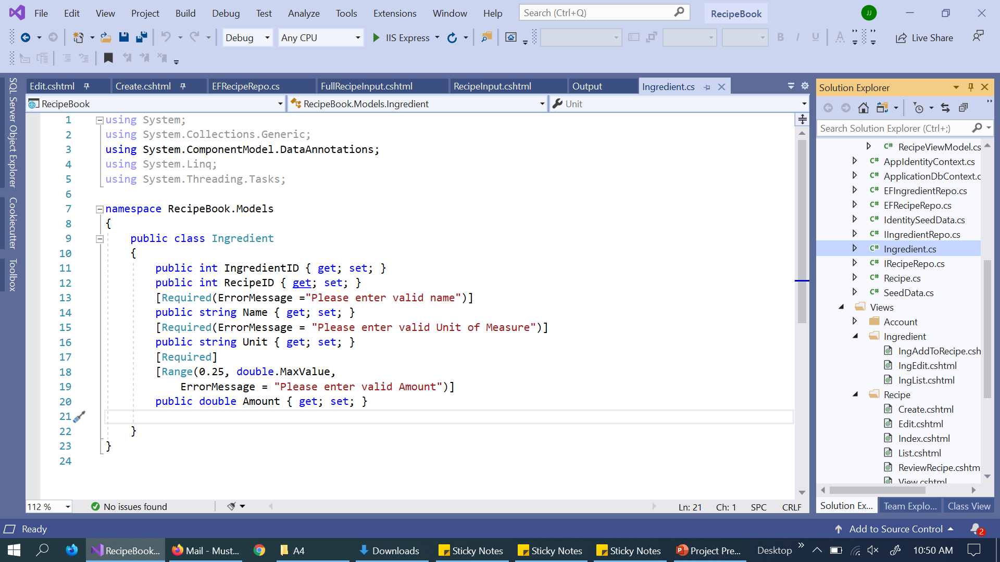 File Edit View Project Build Debug Test Analyze Tools Extensions Window Help Search (Ctrl+Q) RecipeBook JJ
Debug Any CPU IIS Express Live Share
SQL Server Object Explorer
Cookiecutter
Toolbox
Edit.cshtml Create.cshtml EFRecipeRepo.cs FullRecipeInput.cshtml RecipeInput.cshtml Output Ingredient.cs
RecipeBook RecipeBook.Models.Ingredient Unit
1 using System;
2 using System.Collections.Generic;
3 using System.ComponentModel.DataAnnotations;
4 using System.Linq;
5 using System.Threading.Tasks;
6
7 namespace RecipeBook.Models
8 {
9 public class Ingredient
10 {
11 public int IngredientID { get; set; }
12 public int RecipeID { get; set; }
13 [Required(ErrorMessage ="Please enter valid name")]
14 public string Name { get; set; }
15 [Required(ErrorMessage = "Please enter valid Unit of Measure")]
16 public string Unit { get; set; }
17 [Required]
18 [Range(0.25, double.MaxValue,
19 ErrorMessage = "Please enter valid Amount")]
20 public double Amount { get; set; }
21
22 }
23 }
24
112 % No issues found Ln: 21 Ch: 1 SPC CRLF
Solution Explorer
Search Solution Explorer (Ctrl+;)
C# RecipeViewModel.cs
C# AppIdentityContext.cs
C# ApplicationDbContext.c
C# EFIngredientRepo.cs
C# EFRecipeRepo.cs
C# IdentitySeedData.cs
C# IIngredientRepo.cs
C# Ingredient.cs
C# IRecipeRepo.cs
C# Recipe.cs
C# SeedData.cs
Views
Account
Ingredient
IngAddToRecipe.csh
IngEdit.cshtml
IngList.cshtml
Recipe
Create.cshtml
Edit.cshtml
Index.cshtml
List.cshtml
ReviewRecipe.cshtm
View.cshtml
Solution Ex... Team Explo... Class View
Ready Add to Source Control 2
RecipeBook... Mail - Must... A4 Downloads Sticky Notes Sticky Notes Sticky Notes Project Pre... Desktop 10:50 AM